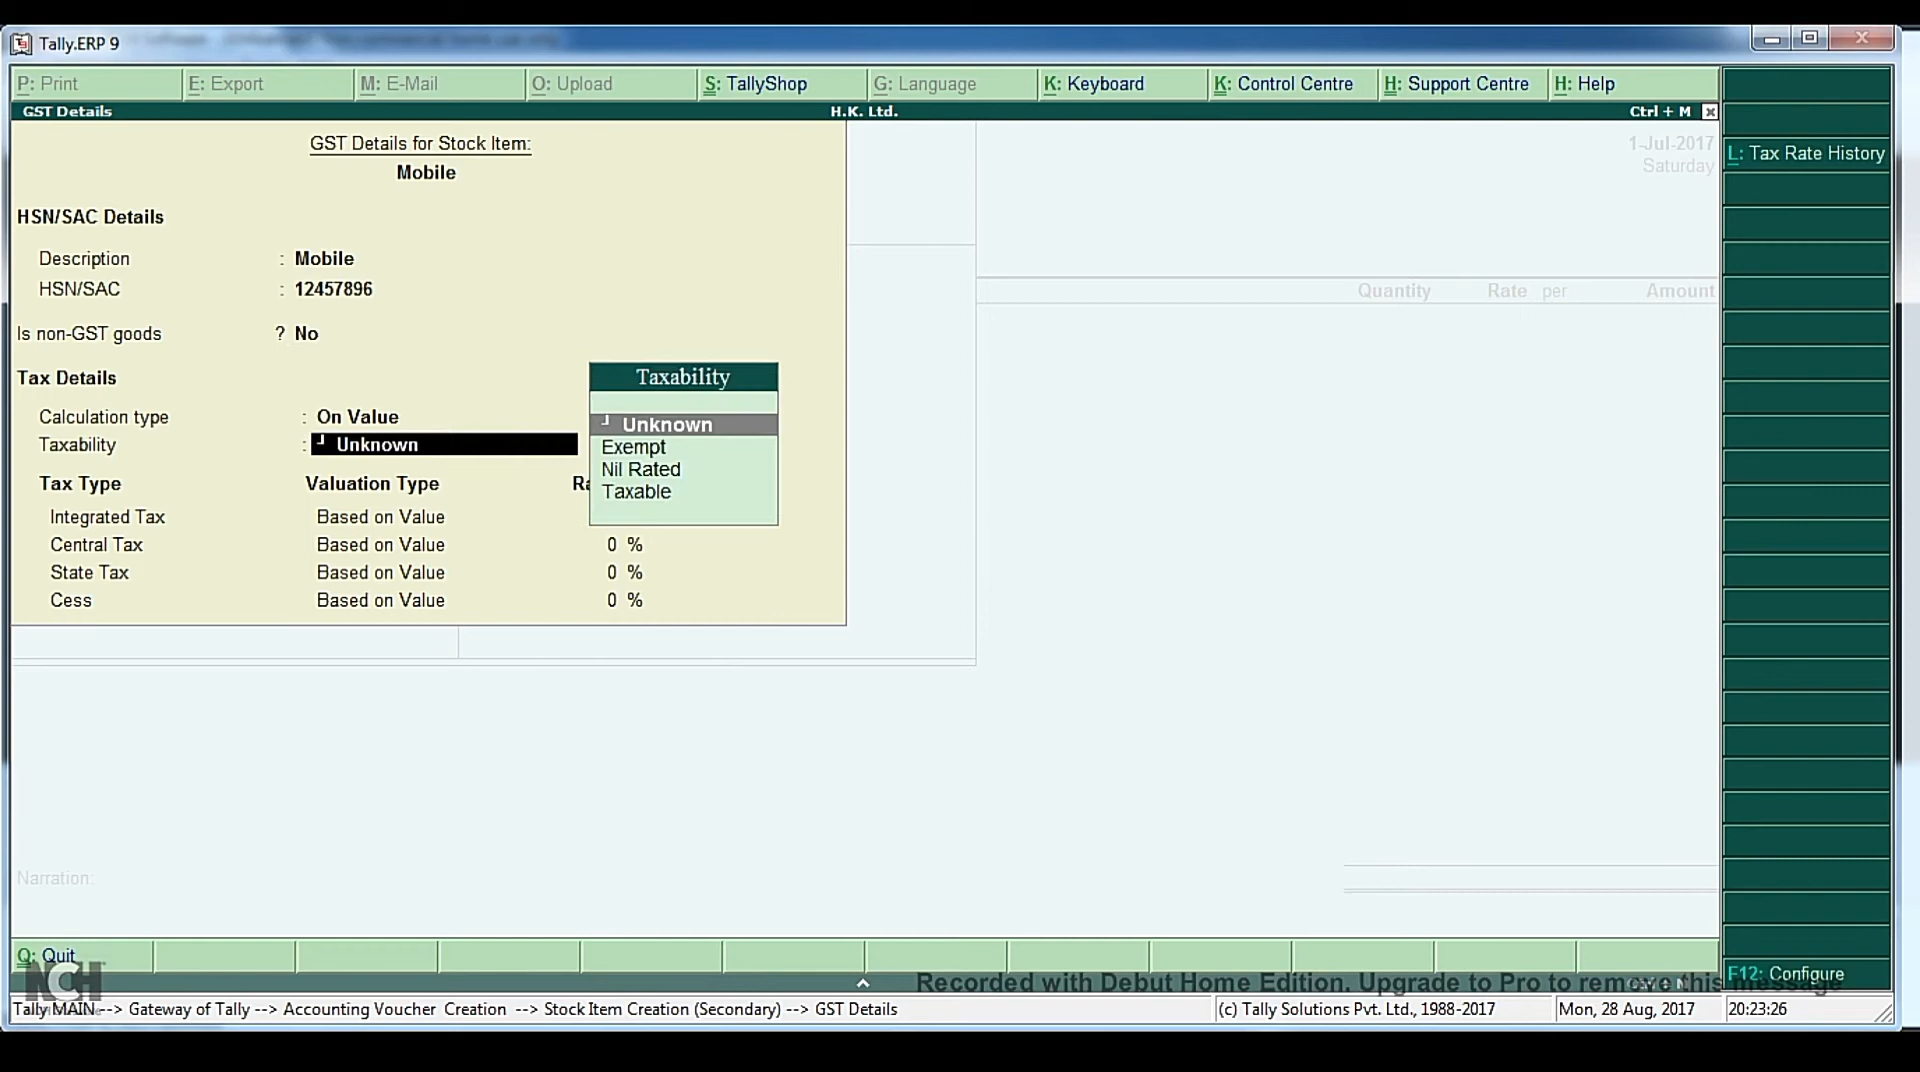 Tally.ERP 9
P: Print E: Export M: E-Mail O: Upload S: TallyShop G: Language K: Keyboard K: Control Centre H: Support Centre H: Help
GST Details H.K. Ltd. Ctrl + M
GST Details for Stock Item:
Mobile
1-Jul-2017
Saturday
L: Tax Rate History
HSN/SAC Details
Description : Mobile
HSN/SAC : 12457896
Quantity Rate per Amount
Is non-GST goods ? No
Tax Details
Calculation type : On Value
Taxability : ┘ Unknown
Taxability
┘ Unknown
Exempt
Nil Rated
Taxable
Tax Type Valuation Type
Integrated Tax Based on Value
Central Tax Based on Value 0 %
State Tax Based on Value 0 %
Cess Based on Value 0 %
Narration:
Q: Quit
NCH
Recorded with Debut Home Edition. Upgrade to Pro to remove this message
F12: Configure
Tally MAIN --> Gateway of Tally --> Accounting Voucher Creation --> Stock Item Creation (Secondary) --> GST Details (c) Tally Solutions Pvt. Ltd., 1988-2017 Mon, 28 Aug, 2017 20:23:26